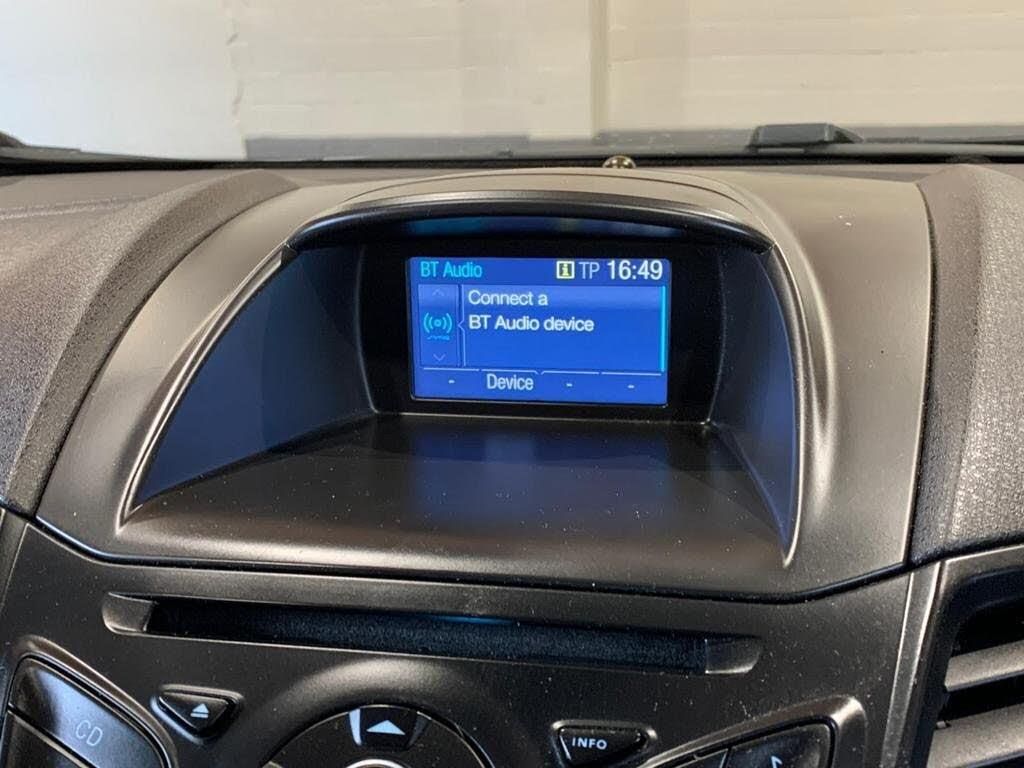 BT Audio i TP 16:49
Connect a
BT Audio device
- Device - -
CD
INFO